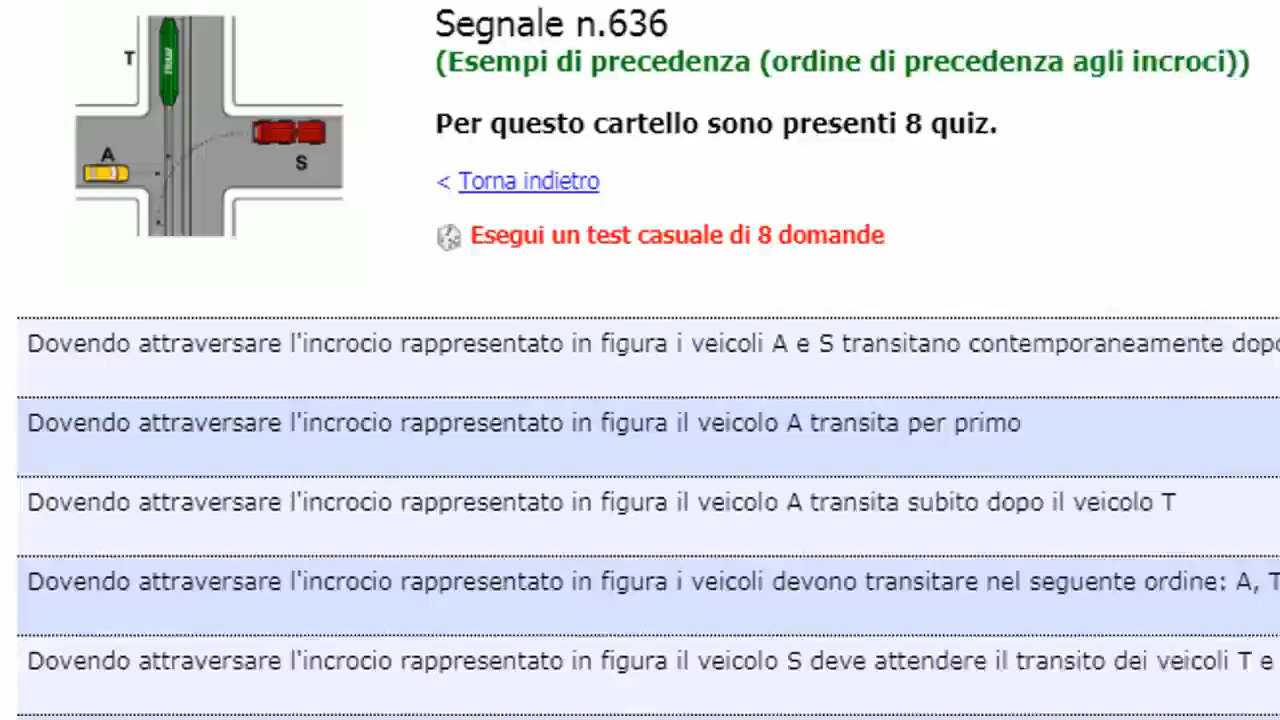 Segnale n.636
(Esempi di precedenza (ordine di precedenza agli incroci))
Per questo cartello sono presenti 8 quiz.
< Torna indietro
Esegui un test casuale di 8 domande
T
TRAM
A
S
Dovendo attraversare l'incrocio rappresentato in figura i veicoli A e S transitano contemporaneamente dopo
Dovendo attraversare l'incrocio rappresentato in figura il veicolo A transita per primo
Dovendo attraversare l'incrocio rappresentato in figura il veicolo A transita subito dopo il veicolo T
Dovendo attraversare l'incrocio rappresentato in figura i veicoli devono transitare nel seguente ordine: A, T
Dovendo attraversare l'incrocio rappresentato in figura il veicolo S deve attendere il transito dei veicoli T e